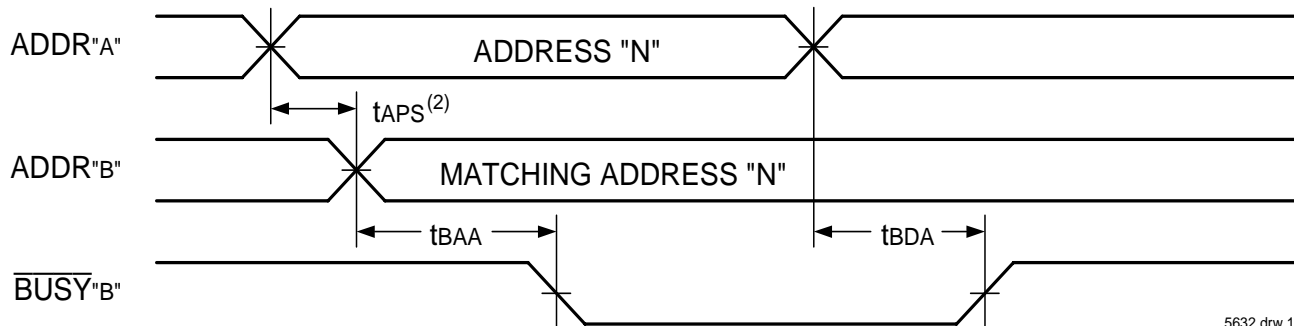 ADDR"A"
ADDRESS "N"
tAPS(2)
ADDR"B"
MATCHING ADDRESS "N"
tBAA
tBDA
BUSY"B"
5632 drw 1